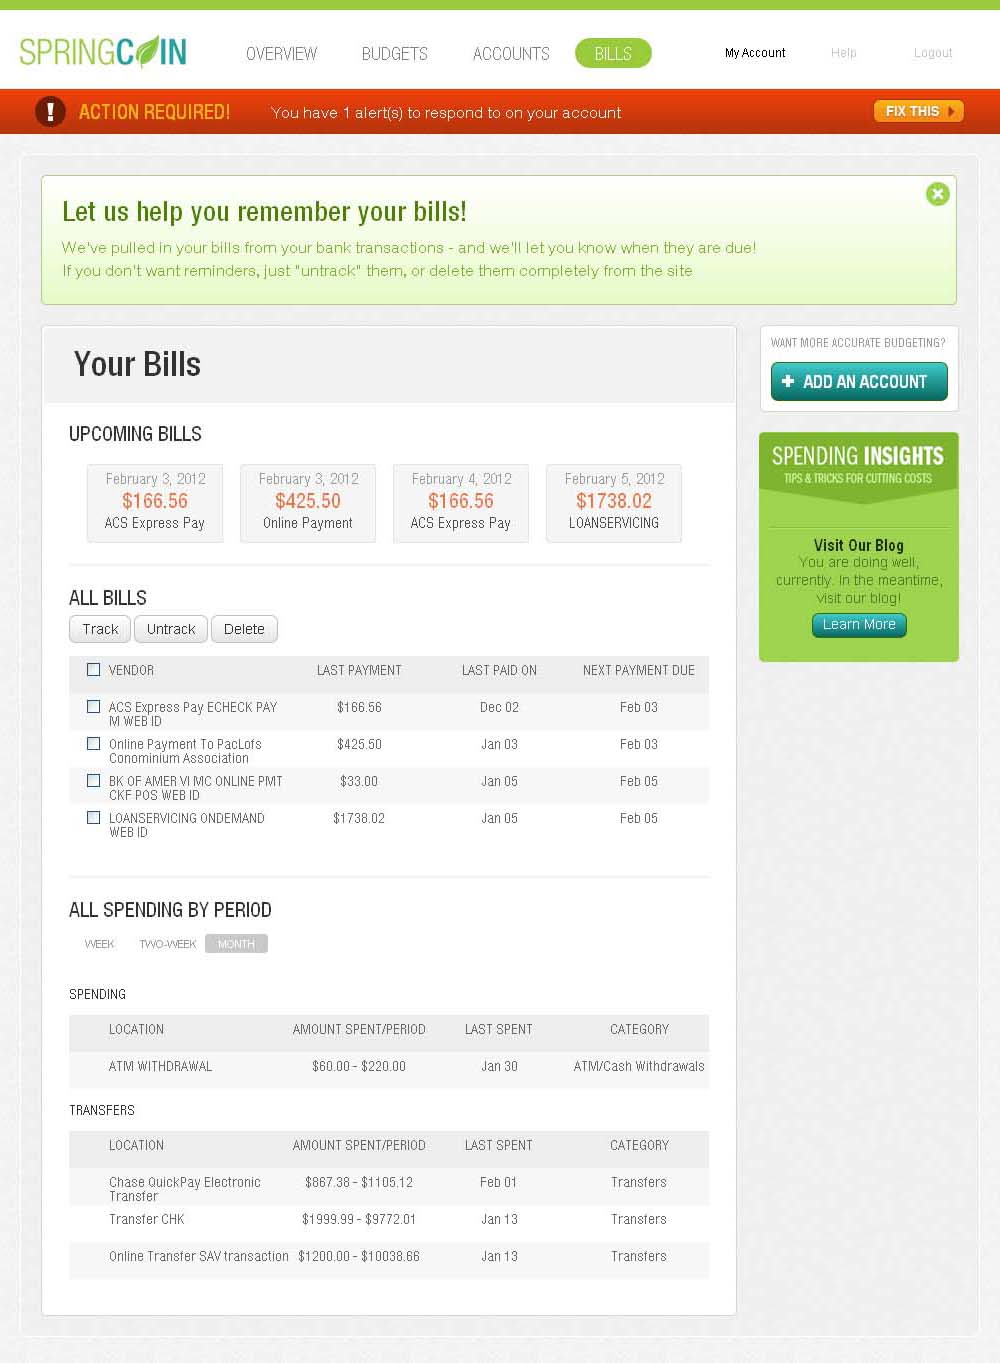 SPRINGCOIN
OVERVIEW BUDGETS ACCOUNTS BILLS My Account Help Logout
! ACTION REQUIRED! You have 1 alert(s) to respond to on your account FIX THIS
Let us help you remember your bills!
We've pulled in your bills from your bank transactions - and we'll let you know when they are due!
If you don't want reminders, just "untrack" them, or delete them completely from the site
Your Bills
UPCOMING BILLS
February 3, 2012
$166.56
ACS Express Pay
February 3, 2012
$425.50
Online Payment
February 4, 2012
$166.56
ACS Express Pay
February 5, 2012
$1738.02
LOANSERVICING
ALL BILLS
Track Untrack Delete
VENDOR LAST PAYMENT LAST PAID ON NEXT PAYMENT DUE
ACS Express Pay ECHECK PAY $166.56 Dec 02 Feb 03
M WEB ID
Online Payment To PacLofs $425.50 Jan 03 Feb 03
Conominium Association
BK OF AMER VI MC ONLINE PMT $33.00 Jan 05 Feb 05
CKF POS WEB ID
LOANSERVICING ONDEMAND $1738.02 Jan 05 Feb 05
WEB ID
ALL SPENDING BY PERIOD
WEEK TWO-WEEK MONTH
SPENDING
LOCATION AMOUNT SPENT/PERIOD LAST SPENT CATEGORY
ATM WITHDRAWAL $60.00 - $220.00 Jan 30 ATM/Cash Withdrawals
TRANSFERS
LOCATION AMOUNT SPENT/PERIOD LAST SPENT CATEGORY
Chase QuickPay Electronic $867.38 - $1105.12 Feb 01 Transfers
Transfer
Transfer CHK $1999.99 - $9772.01 Jan 13 Transfers
Online Transfer SAV transaction $1200.00 - $10038.66 Jan 13 Transfers
WANT MORE ACCURATE BUDGETING?
+ ADD AN ACCOUNT
SPENDING INSIGHTS
TIPS & TRICKS FOR CUTTING COSTS
Visit Our Blog
You are doing well,
currently. In the meantime,
visit our blog!
Learn More